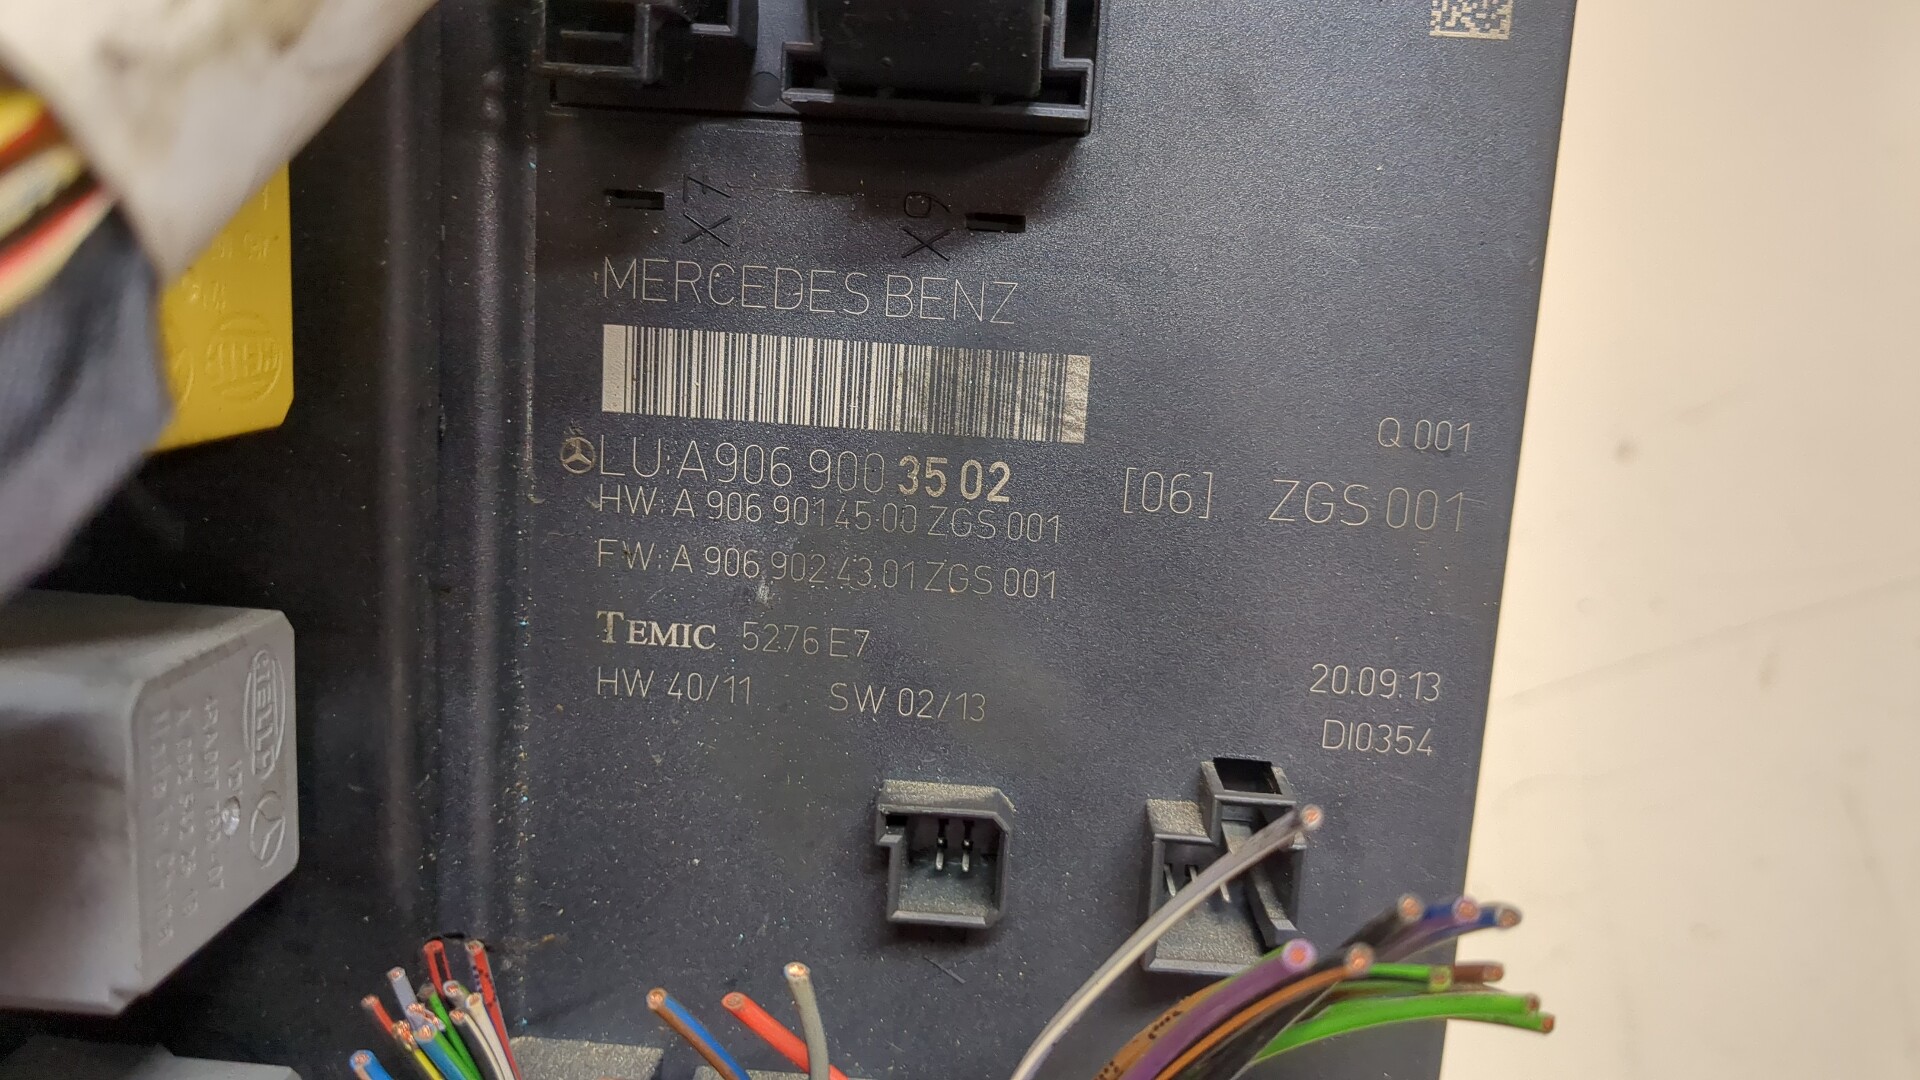 X7
X9
MERCEDES BENZ
LU: A 906 900 35 02 [06] ZGS 001
Q 001
HW: A 906 901 45 00 ZGS 001
FW: A 906 902 43 01 ZGS 001
TEMIC 5276 E7
HW 40/11 SW 02/13
20.09.13
DI0354
HELLA